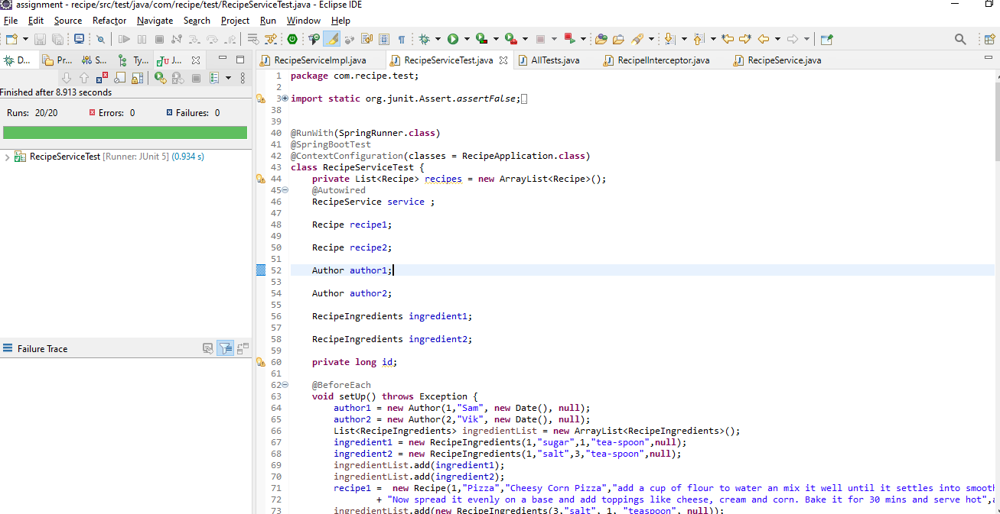 assignment - recipe/src/test/java/com/recipe/test/RecipeServiceTest.java - Eclipse IDE
File Edit Source Refactor Navigate Search Project Run Window Help
D... Pr... S... Ty... J...
RecipeServiceImpl.java RecipeServiceTest.java AllTests.java RecipelInterceptor.java RecipeService.java
Finished after 8.913 seconds
Runs: 20/20 Errors: 0 Failures: 0
RecipeServiceTest [Runner: JUnit 5] (0.934 s)
Failure Trace
1 package com.recipe.test;
2
3 import static org.junit.Assert.assertFalse;
38
39
40 @RunWith(SpringRunner.class)
41 @SpringBootTest
42 @ContextConfiguration(classes = RecipeApplication.class)
43 class RecipeServiceTest {
44 private List<Recipe> recipes = new ArrayList<Recipe>();
45 @Autowired
46 RecipeService service ;
47
48 Recipe recipe1;
49
50 Recipe recipe2;
51
52 Author author1;
53
54 Author author2;
55
56 RecipeIngredients ingredient1;
57
58 RecipeIngredients ingredient2;
59
60 private long id;
61
62 @BeforeEach
63 void setUp() throws Exception {
64 author1 = new Author(1,"Sam", new Date(), null);
65 author2 = new Author(2,"Vik", new Date(), null);
66 List<RecipeIngredients> ingredientList = new ArrayList<RecipeIngredients>();
67 ingredient1 = new RecipeIngredients(1,"sugar",1,"tea-spoon",null);
68 ingredient2 = new RecipeIngredients(1,"salt",3,"tea-spoon",null);
69 ingredientList.add(ingredient1);
70 ingredientList.add(ingredient2);
71 recipe1 = new Recipe(1,"Pizza","Cheesy Corn Pizza","add a cup of flour to water an mix it well until it settles into smooth
72 + "Now spread it evenly on a base and add toppings like cheese, cream and corn. Bake it for 30 mins and serve hot",a
73 ingredientList.add(new RecipeIngredients(3,"salt", 1, "teaspoon", null));